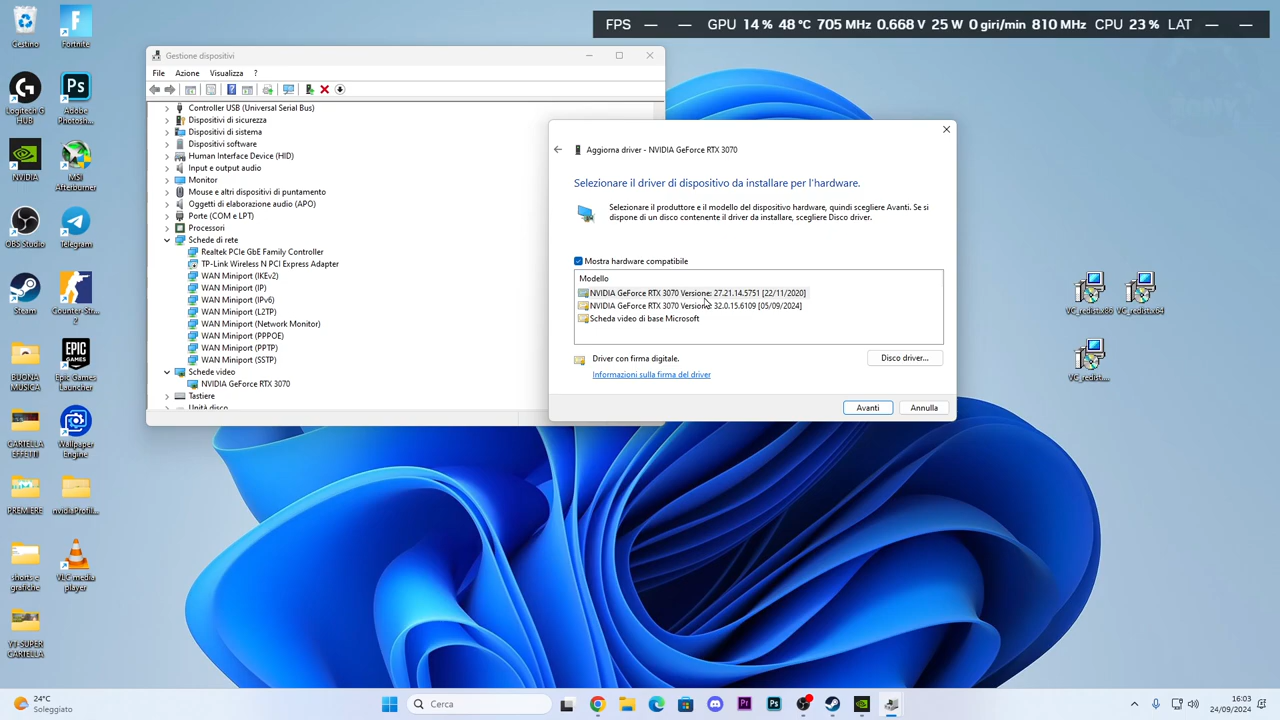 FPS — — GPU 14 % 48 °C 705 MHz 0.668 V 25 W 0 giri/min 810 MHz CPU 23 % LAT — —
Cestino
Fortnite
Logitech G HUB
Adobe Photosh...
NVIDIA
MSI Afterburner
OBS Studio
Telegram
Steam
Counter-Str... 2
BUONA MUSICA
Epic Games Launcher
CARTELLA EFFETTI
Wallpaper Engine
PREMIERE
nvidiaProfil...
shorts e grafiche
VLC media player
YT-SUPER CARTELLA
Gestione dispositivi
File Azione Visualizza ?
Controller USB (Universal Serial Bus)
Dispositivi di sicurezza
Dispositivi di sistema
Dispositivi software
Human Interface Device (HID)
Input e output audio
Monitor
Mouse e altri dispositivi di puntamento
Oggetti di elaborazione audio (APO)
Porte (COM e LPT)
Processori
Schede di rete
Realtek PCIe GbE Family Controller
TP-Link Wireless N PCI Express Adapter
WAN Miniport (IKEv2)
WAN Miniport (IP)
WAN Miniport (IPv6)
WAN Miniport (L2TP)
WAN Miniport (Network Monitor)
WAN Miniport (PPPOE)
WAN Miniport (PPTP)
WAN Miniport (SSTP)
Schede video
NVIDIA GeForce RTX 3070
Tastiere
Unità disco
Aggiorna driver - NVIDIA GeForce RTX 3070
Selezionare il driver di dispositivo da installare per l'hardware.
Selezionare il produttore e il modello del dispositivo hardware, quindi scegliere Avanti. Se si
dispone di un disco contenente il driver da installare, scegliere Disco driver...
Mostra hardware compatibile
Modello
NVIDIA GeForce RTX 3070 Versione: 27.21.14.5751 [22/11/2020]
NVIDIA GeForce RTX 3070 Versione: 32.0.15.6109 [05/09/2024]
Scheda video di base Microsoft
Driver con firma digitale.
Disco driver...
Informazioni sulla firma del driver
Avanti Annulla
VC_redist.x86 VC_redist.x64
VC_redist....
24°C
Soleggiato
Cerca
16:03
24/09/2024